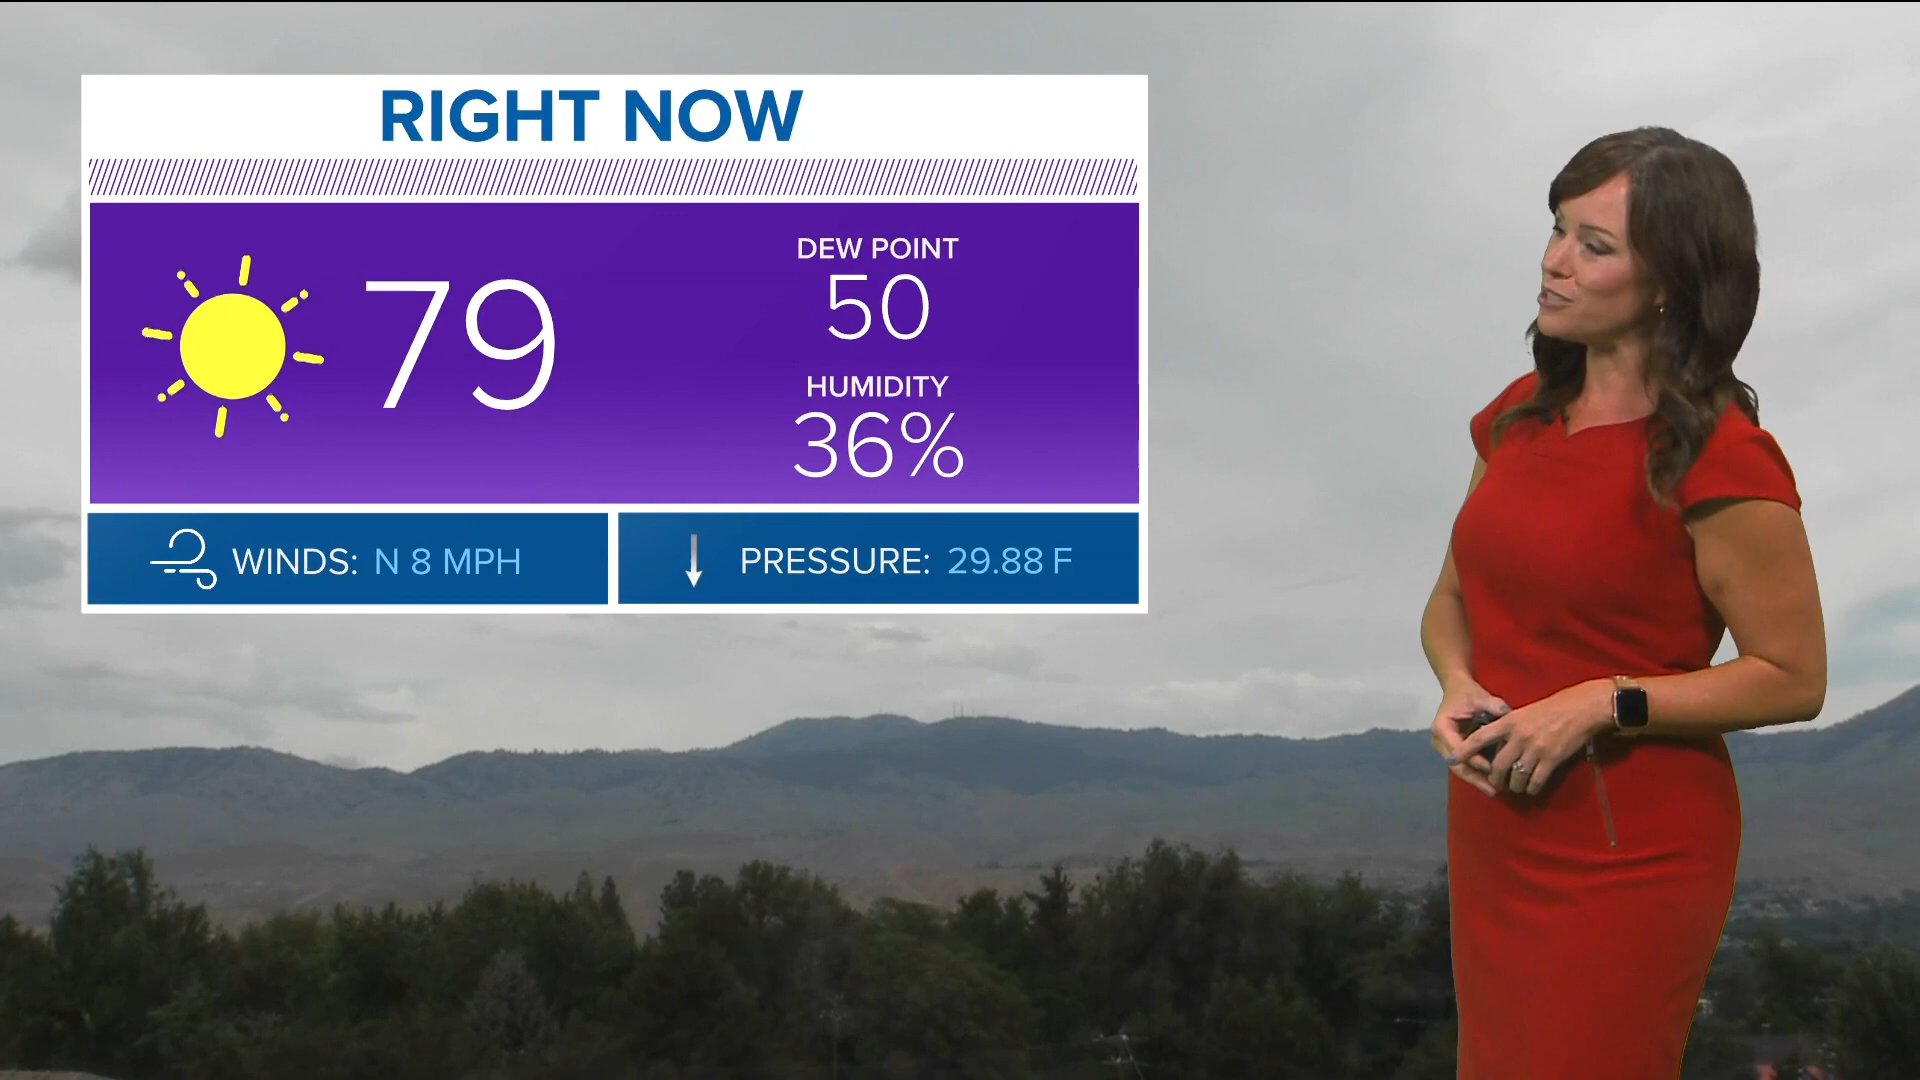 RIGHT NOW
79
DEW POINT
50
HUMIDITY
36%
WINDS: N 8 MPH
PRESSURE: 29.88 F